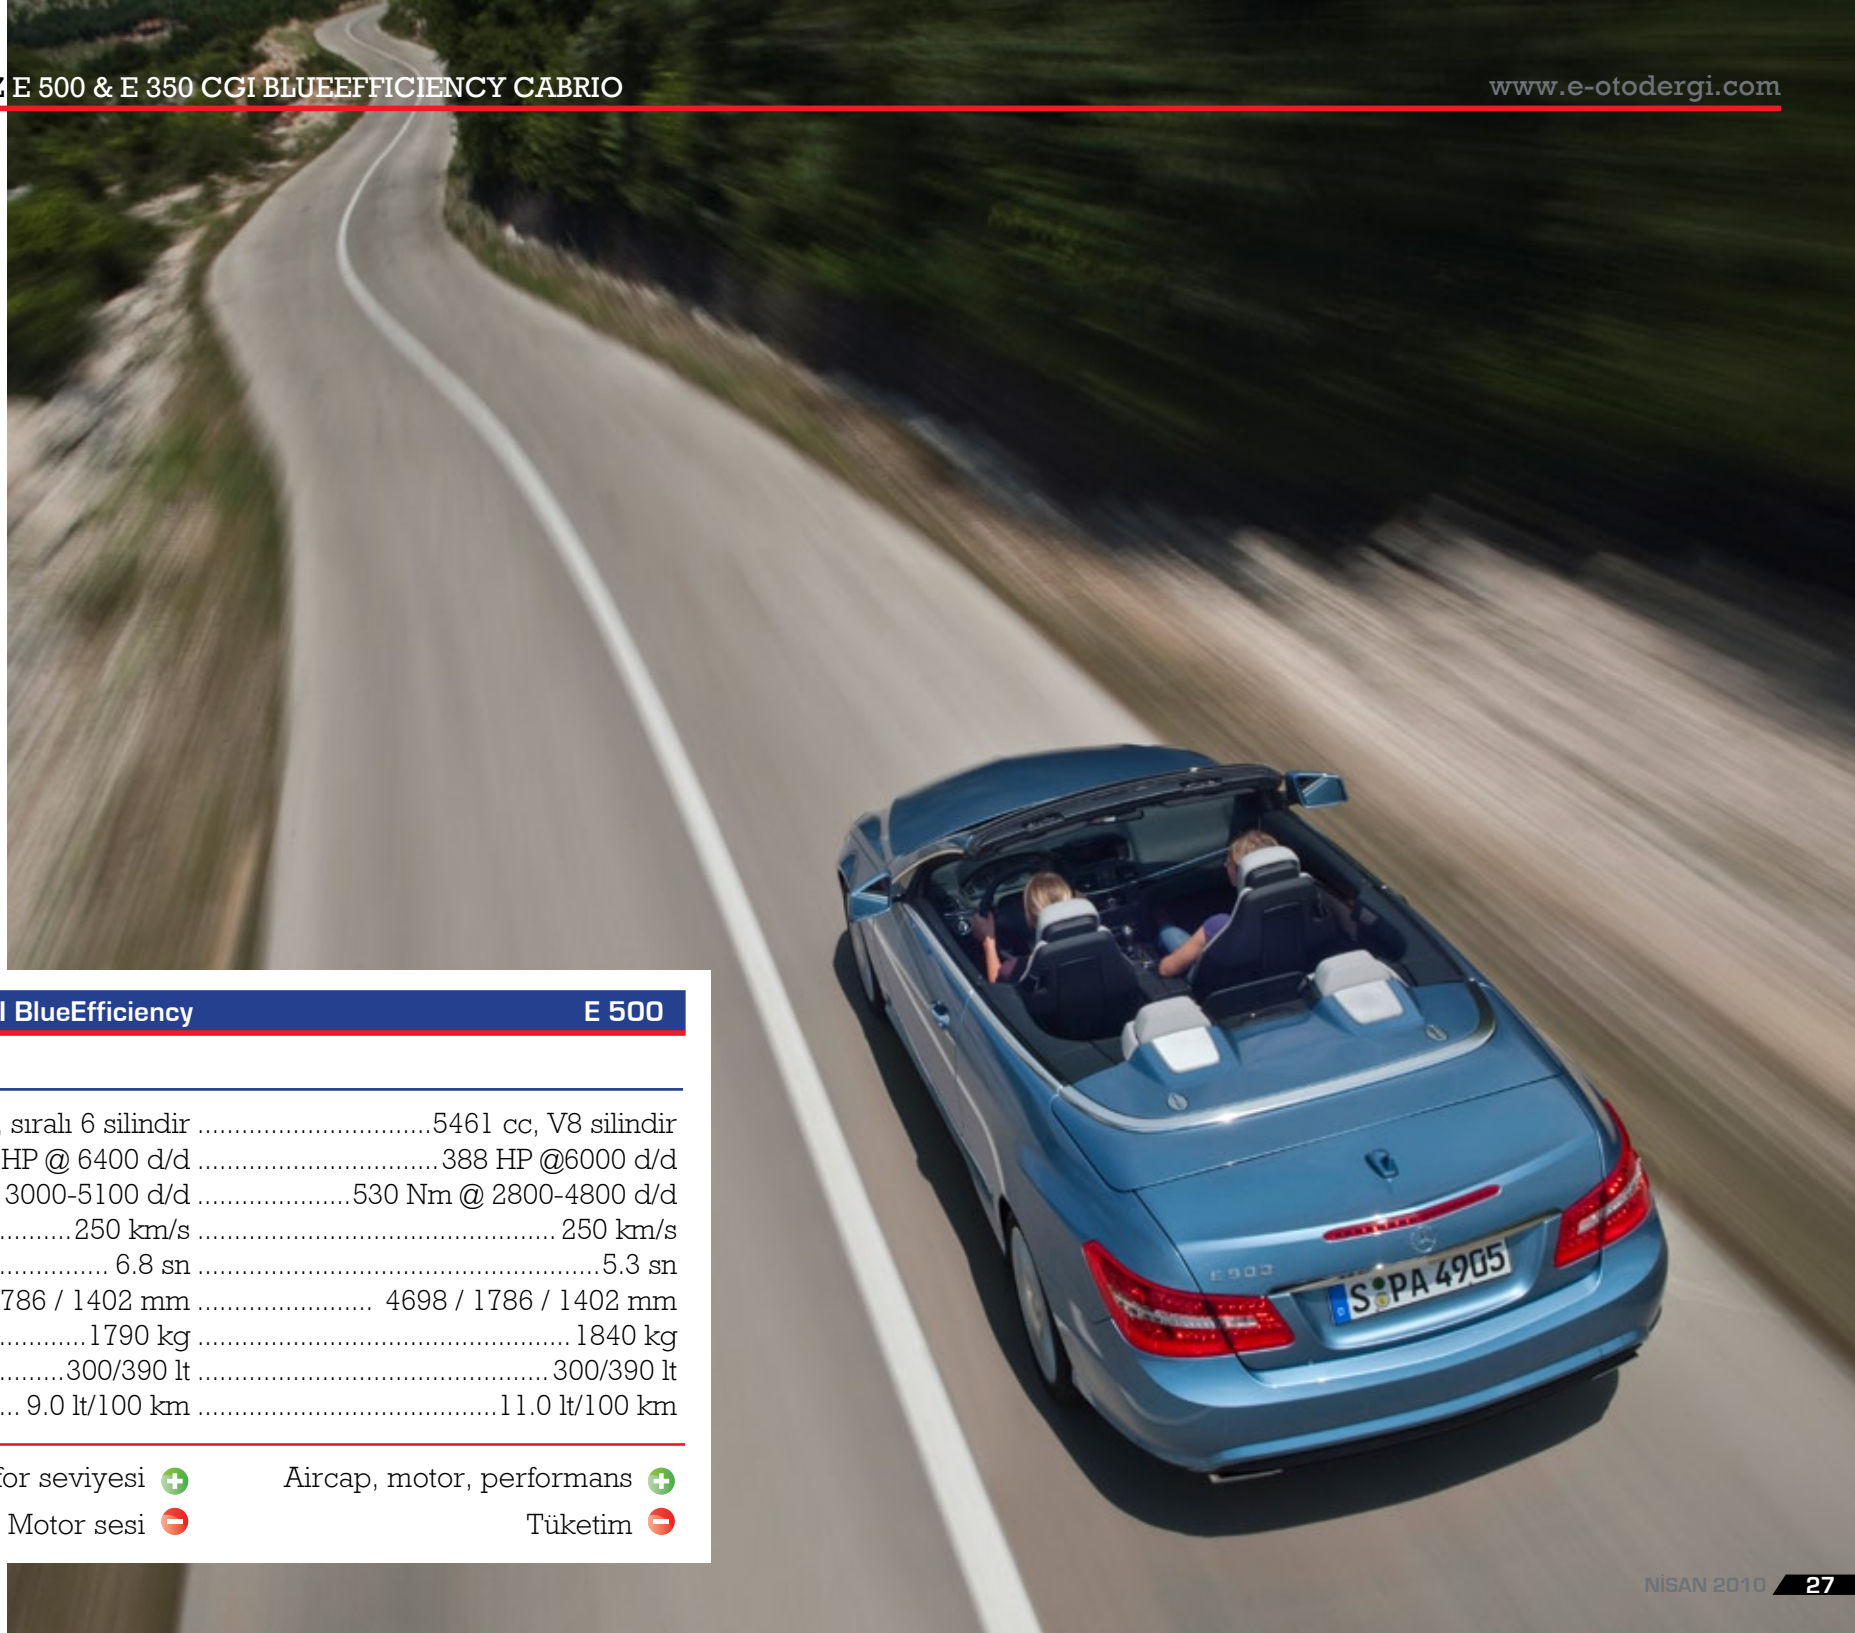 E 500 & E 350 CGI BLUEEFFICIENCY CABRIO
www.e-otodergi.com
BlueEfficiency E 500
sıralı 6 silindir ................................5461 cc, V8 silindir
HP @ 6400 d/d .................................388 HP @6000 d/d
3000-5100 d/d .....................530 Nm @ 2800-4800 d/d
..........250 km/s ................................................. 250 km/s
............... 6.8 sn .......................................................5.3 sn
786 / 1402 mm ........................ 4698 / 1786 / 1402 mm
............1790 kg ................................................... 1840 kg
.........300/390 lt ................................................300/390 lt
... 9.0 lt/100 km .........................................11.0 lt/100 km
for seviyesi Aircap, motor, performans
Motor sesi Tüketim
E 500
S PA 4905
NİSAN 2010 27